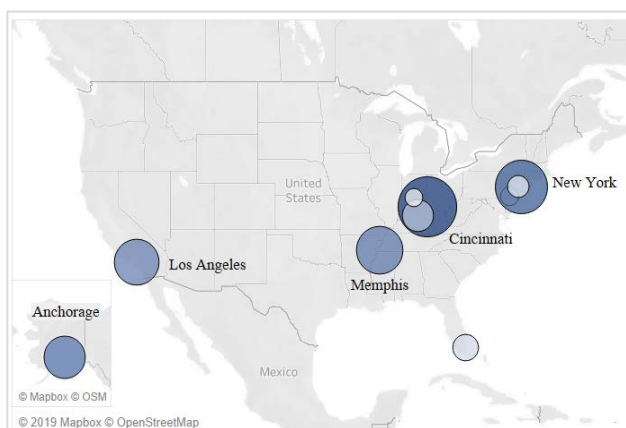 United
States
New York
Cincinnati
Los Angeles
Memphis
Anchorage
Mexico
© Mapbox © OSM
© 2019 Mapbox © OpenStreetMap